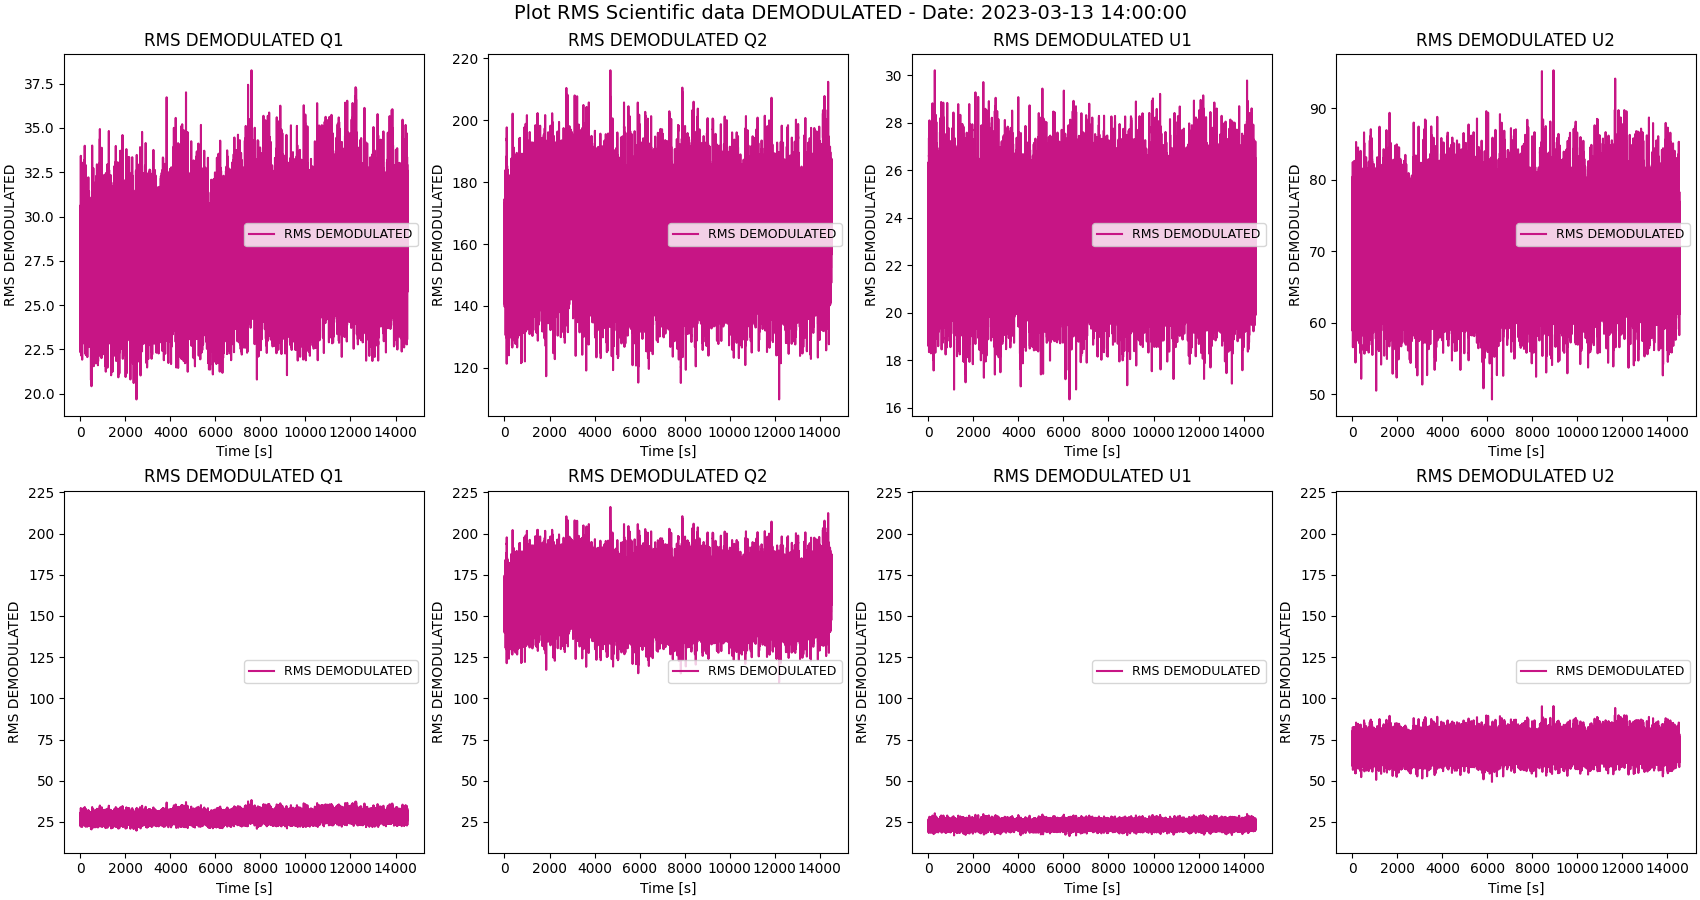 Plot RMS Scientific data DEMODULATED - Date: 2023-03-13 14:00:00
RMS DEMODULATED Q1
RMS DEMODULATED
37.5
35.0
32.5
30.0
27.5
25.0
22.5
20.0
RMS DEMODULATED
0 2000 4000 6000 8000 10000 12000 14000
Time [s]
RMS DEMODULATED Q2
RMS DEMODULATED
220
200
180
160
140
120
RMS DEMODULATED
0 2000 4000 6000 8000 10000 12000 14000
Time [s]
RMS DEMODULATED U1
RMS DEMODULATED
30
28
26
24
22
20
18
16
RMS DEMODULATED
0 2000 4000 6000 8000 10000 12000 14000
Time [s]
RMS DEMODULATED U2
RMS DEMODULATED
90
80
70
60
50
RMS DEMODULATED
0 2000 4000 6000 8000 10000 12000 14000
Time [s]
RMS DEMODULATED Q1
RMS DEMODULATED
225
200
175
150
125
100
75
50
25
RMS DEMODULATED
0 2000 4000 6000 8000 10000 12000 14000
Time [s]
RMS DEMODULATED Q2
RMS DEMODULATED
225
200
175
150
125
100
75
50
25
RMS DEMODULATED
0 2000 4000 6000 8000 10000 12000 14000
Time [s]
RMS DEMODULATED U1
RMS DEMODULATED
225
200
175
150
125
100
75
50
25
RMS DEMODULATED
0 2000 4000 6000 8000 10000 12000 14000
Time [s]
RMS DEMODULATED U2
RMS DEMODULATED
225
200
175
150
125
100
75
50
25
RMS DEMODULATED
0 2000 4000 6000 8000 10000 12000 14000
Time [s]